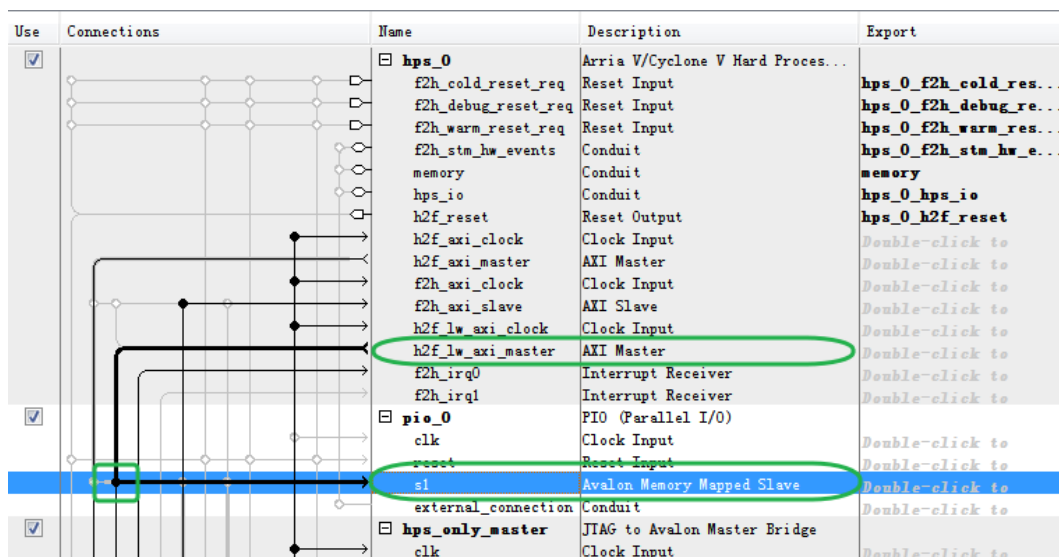 Use Connections Name Description Export
hps_0 Arria V/Cyclone V Hard Proces...
f2h_cold_reset_req Reset Input hps_0_f2h_cold_res...
f2h_debug_reset_req Reset Input hps_0_f2h_debug_re...
f2h_warm_reset_req Reset Input hps_0_f2h_warm_res...
f2h_stm_hw_events Conduit hps_0_f2h_stm_hw_e...
memory Conduit memory
hps_io Conduit hps_0_hps_io
h2f_reset Reset Output hps_0_h2f_reset
h2f_axi_clock Clock Input Double-click to
h2f_axi_master AXI Master Double-click to
f2h_axi_clock Clock Input Double-click to
f2h_axi_slave AXI Slave Double-click to
h2f_lw_axi_clock Clock Input Double-click to
h2f_lw_axi_master AXI Master Double-click to
f2h_irq0 Interrupt Receiver Double-click to
f2h_irq1 Interrupt Receiver Double-click to
pio_0 PIO (Parallel I/O)
clk Clock Input Double-click to
reset Reset Input Double-click to
s1 Avalon Memory Mapped Slave Double-click to
external_connection Conduit Double-click to
hps_only_master JTAG to Avalon Master Bridge
clk Clock Input Double-click to